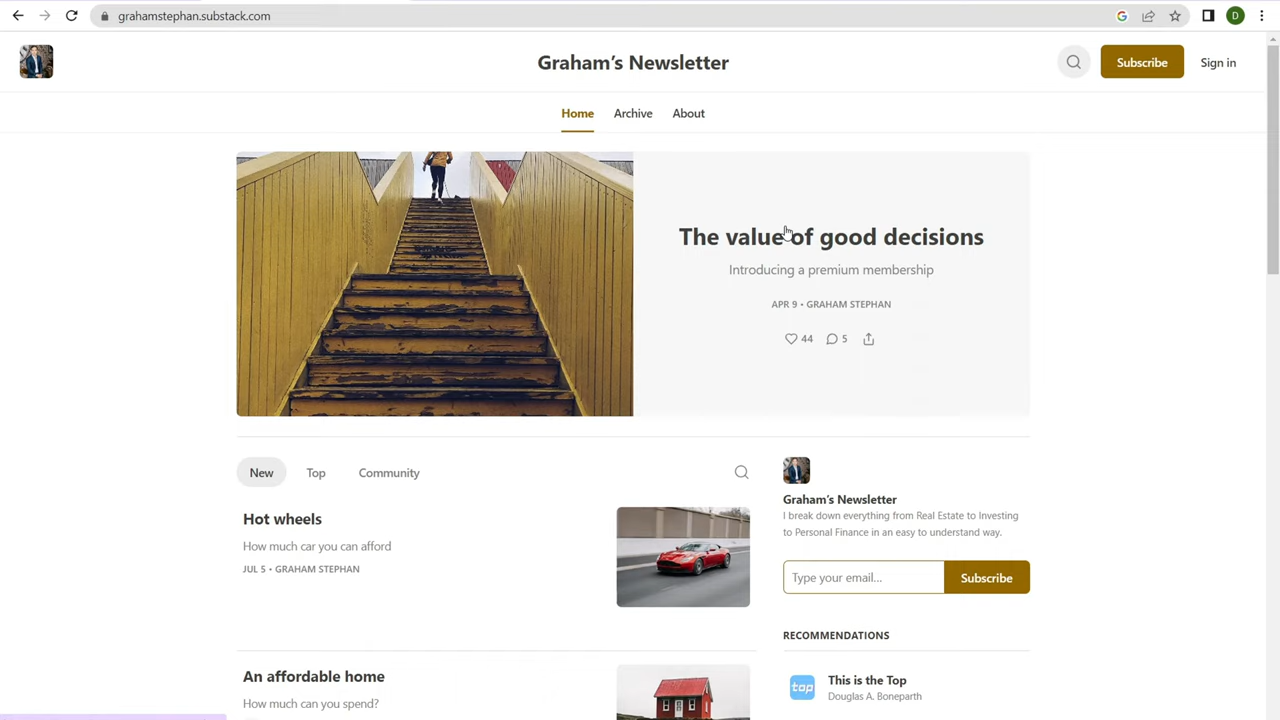 grahamstephan.substack.com
D
Graham's Newsletter
Subscribe
Sign in
Home
Archive
About
The value of good decisions
Introducing a premium membership
APR 9 • GRAHAM STEPHAN
44
5
New
Top
Community
Hot wheels
How much car you can afford
JUL 5 • GRAHAM STEPHAN
An affordable home
How much can you spend?
Graham's Newsletter
I break down everything from Real Estate to Investing
to Personal Finance in an easy to understand way.
Type your email...
Subscribe
RECOMMENDATIONS
top
This is the Top
Douglas A. Boneparth